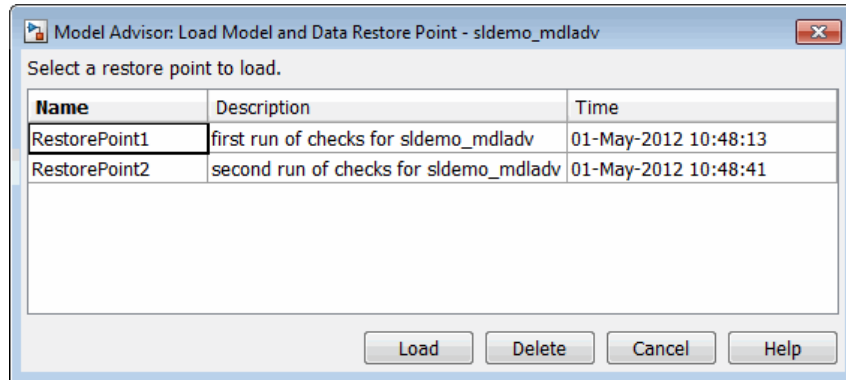 Model Advisor: Load Model and Data Restore Point - sldemo_mdladv
Select a restore point to load.
Name Description Time
RestorePoint1 first run of checks for sldemo_mdladv 01-May-2012 10:48:13
RestorePoint2 second run of checks for sldemo_mdladv 01-May-2012 10:48:41
Load Delete Cancel Help